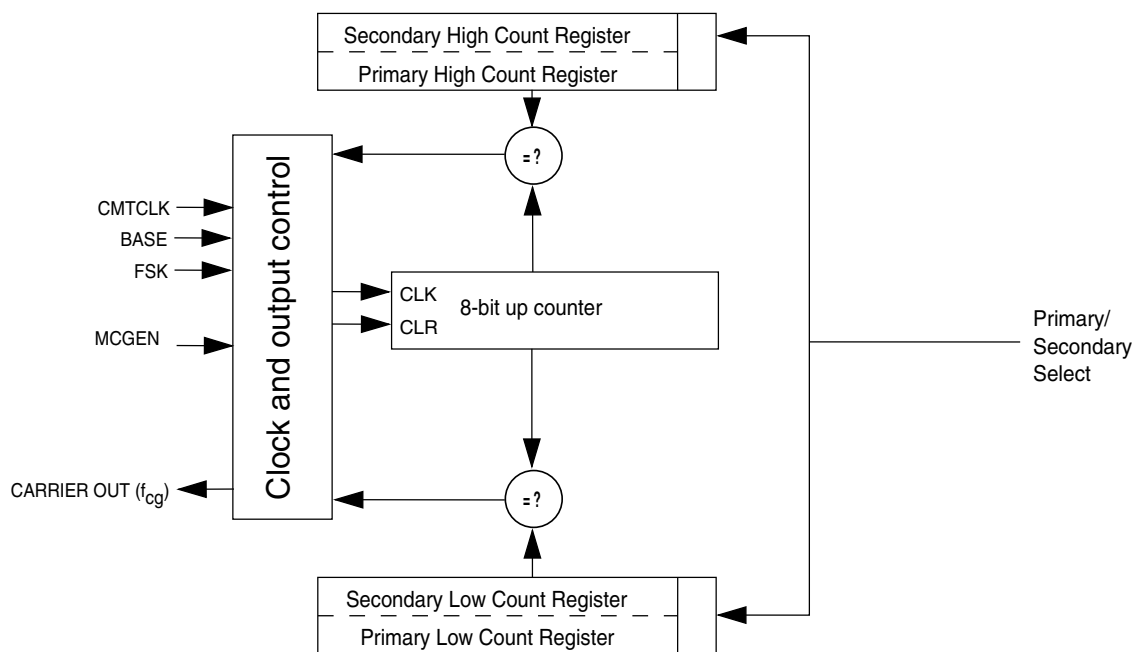 Secondary High Count Register
Primary High Count Register
= ?
Clock and output control
CMTCLK
BASE
FSK
MCGEN
CLK
CLR
8-bit up counter
Primary/
Secondary
Select
CARRIER OUT (fcg)
= ?
Secondary Low Count Register
Primary Low Count Register